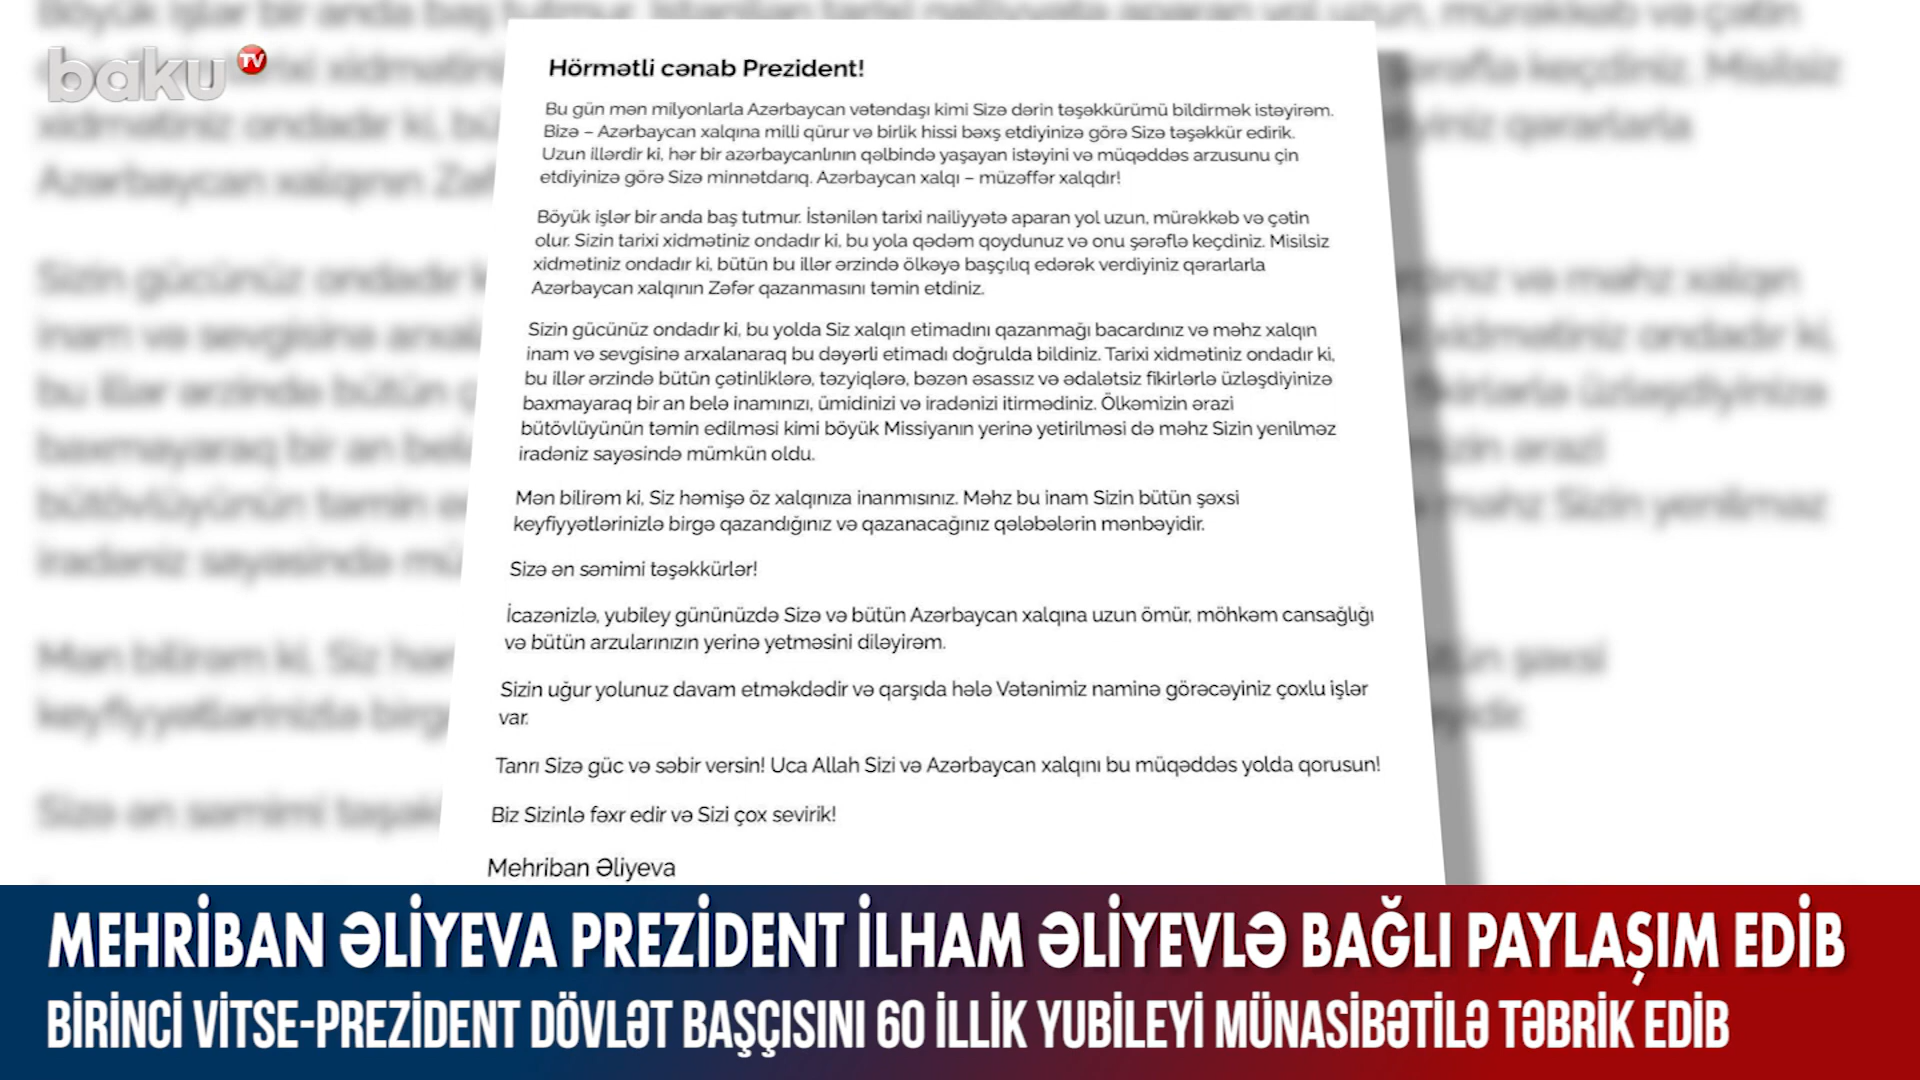 baku TV
Hörmətli cənab Prezident!
Bu gün mən milyonlarla Azərbaycan vətəndaşı kimi Sizə dərin təşəkkürümü bildirmək istəyirəm.
Bizə – Azərbaycan xalqına milli qürur və birlik hissi bəxş etdiyinizə görə Sizə təşəkkür edirik.
Uzun illərdir ki, hər bir azərbaycanlının qəlbində yaşayan istəyini və müqəddəs arzusunu çin
etdiyinizə görə Sizə minnətdarıq. Azərbaycan xalqı – müzəffər xalqdır!
Böyük işlər bir anda baş tutmur. İstənilən tarixi nailiyyətə aparan yol uzun, mürəkkəb və çətin
olur. Sizin tarixi xidmətiniz ondadır ki, bu yola qədəm qoydunuz və onu şərəflə keçdiniz. Misilsiz
xidmətiniz ondadır ki, bütün bu illər ərzində ölkəyə başçılıq edərək verdiyiniz qərarlarla
Azərbaycan xalqının Zəfər qazanmasını təmin etdiniz.
Sizin gücünüz ondadır ki, bu yolda Siz xalqın etimadını qazanmağı bacardınız və məhz xalqın
inam və sevgisinə arxalanaraq bu dəyərli etimadı doğrulda bildiniz. Tarixi xidmətiniz ondadır ki,
bu illər ərzində bütün çətinliklərə, təzyiqlərə, bəzən əsassız və ədalətsiz fikirlərlə üzləşdiyinizə
baxmayaraq bir an belə inamınızı, ümidinizi və iradənizi itirmədiniz. Ölkəmizin ərazi
bütövlüyünün təmin edilməsi kimi böyük Missiyanın yerinə yetirilməsi də məhz Sizin yenilməz
iradəniz sayəsində mümkün oldu.
Mən bilirəm ki, Siz həmişə öz xalqınıza inanmısınız. Məhz bu inam Sizin bütün şəxsi
keyfiyyətlərinizlə birgə qazandığınız və qazanacağınız qələbələrin mənbəyidir.
Sizə ən səmimi təşəkkürlər!
İcazənizlə, yubiley gününüzdə Sizə və bütün Azərbaycan xalqına uzun ömür, möhkəm cansağlığı
və bütün arzularınızın yerinə yetməsini diləyirəm.
Sizin uğur yolunuz davam etməkdədir və qarşıda hələ Vətənimiz naminə görəcəyiniz çoxlu işlər
var.
Tanrı Sizə güc və səbir versin! Uca Allah Sizi və Azərbaycan xalqını bu müqəddəs yolda qorusun!
Biz Sizinlə fəxr edir və Sizi çox sevirik!
Mehriban Əliyeva
MEHRİBAN ƏLİYEVA PREZİDENT İLHAM ƏLİYEVLƏ BAĞLI PAYLAŞIM EDİB
BİRİNCİ VİTSE-PREZİDENT DÖVLƏT BAŞÇISINI 60 İLLİK YUBİLEYİ MÜNASİBƏTİLƏ TƏBRİK EDİB